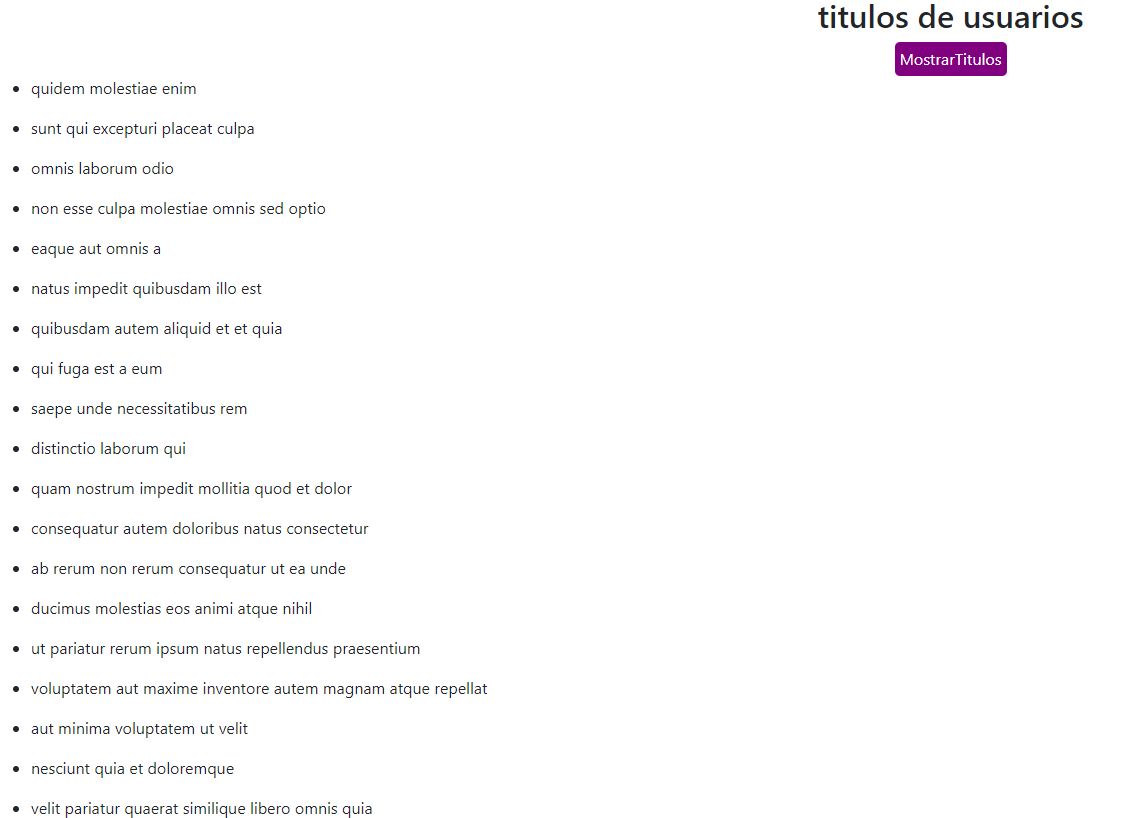 titulos de usuarios
MostrarTitulos
quidem molestiae enim
sunt qui excepturi placeat culpa
omnis laborum odio
non esse culpa molestiae omnis sed optio
eaque aut omnis a
natus impedit quibusdam illo est
quibusdam autem aliquid et et quia
qui fuga est a eum
saepe unde necessitatibus rem
distinctio laborum qui
quam nostrum impedit mollitia quod et dolor
consequatur autem doloribus natus consectetur
ab rerum non rerum consequatur ut ea unde
ducimus molestias eos animi atque nihil
ut pariatur rerum ipsum natus repellendus praesentium
voluptatem aut maxime inventore autem magnam atque repellat
aut minima voluptatem ut velit
nesciunt quia et doloremque
velit pariatur quaerat similique libero omnis quia